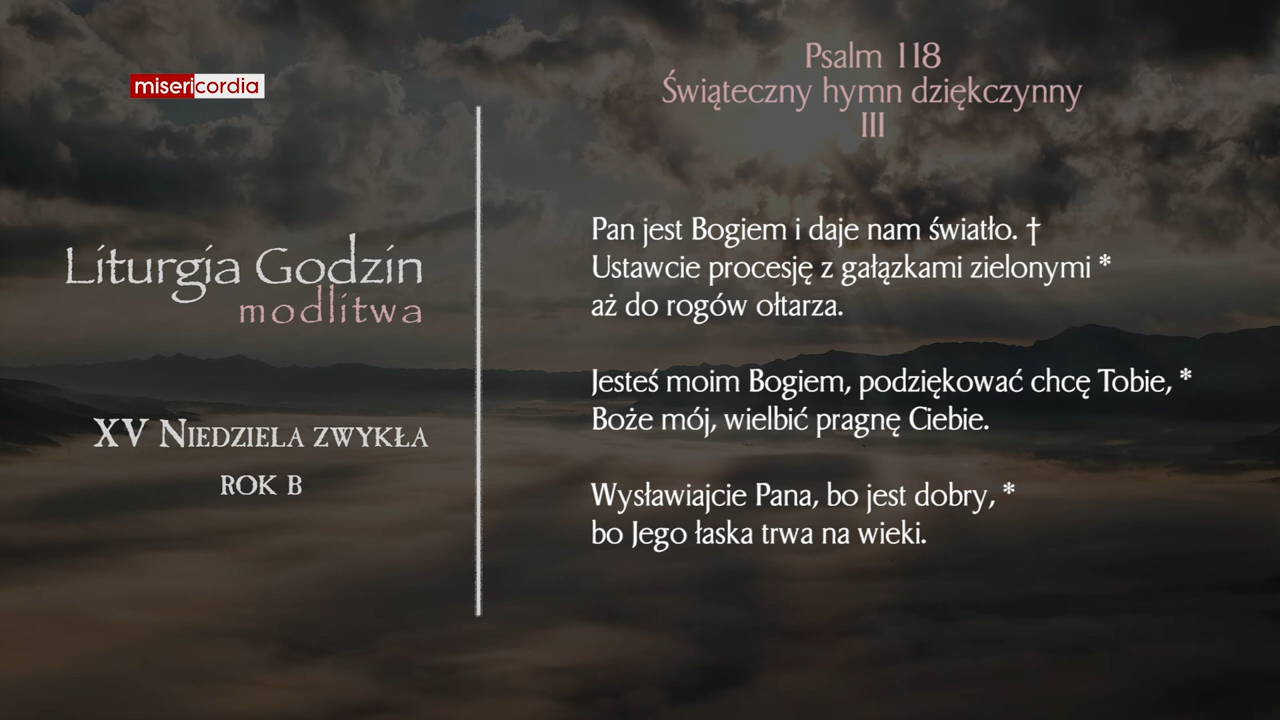 misericordia
Liturgia Godzin
modlitwa
XV Niedziela zwykła
rok B
Psalm 118
Świąteczny hymn dziękczynny
III
Pan jest Bogiem i daje nam światło. †
Ustawcie procesję z gałązkami zielonymi *
aż do rogów ołtarza.
Jesteś moim Bogiem, podziękować chcę Tobie, *
Boże mój, wielbić pragnę Ciebie.
Wysławiajcie Pana, bo jest dobry, *
bo Jego łaska trwa na wieki.